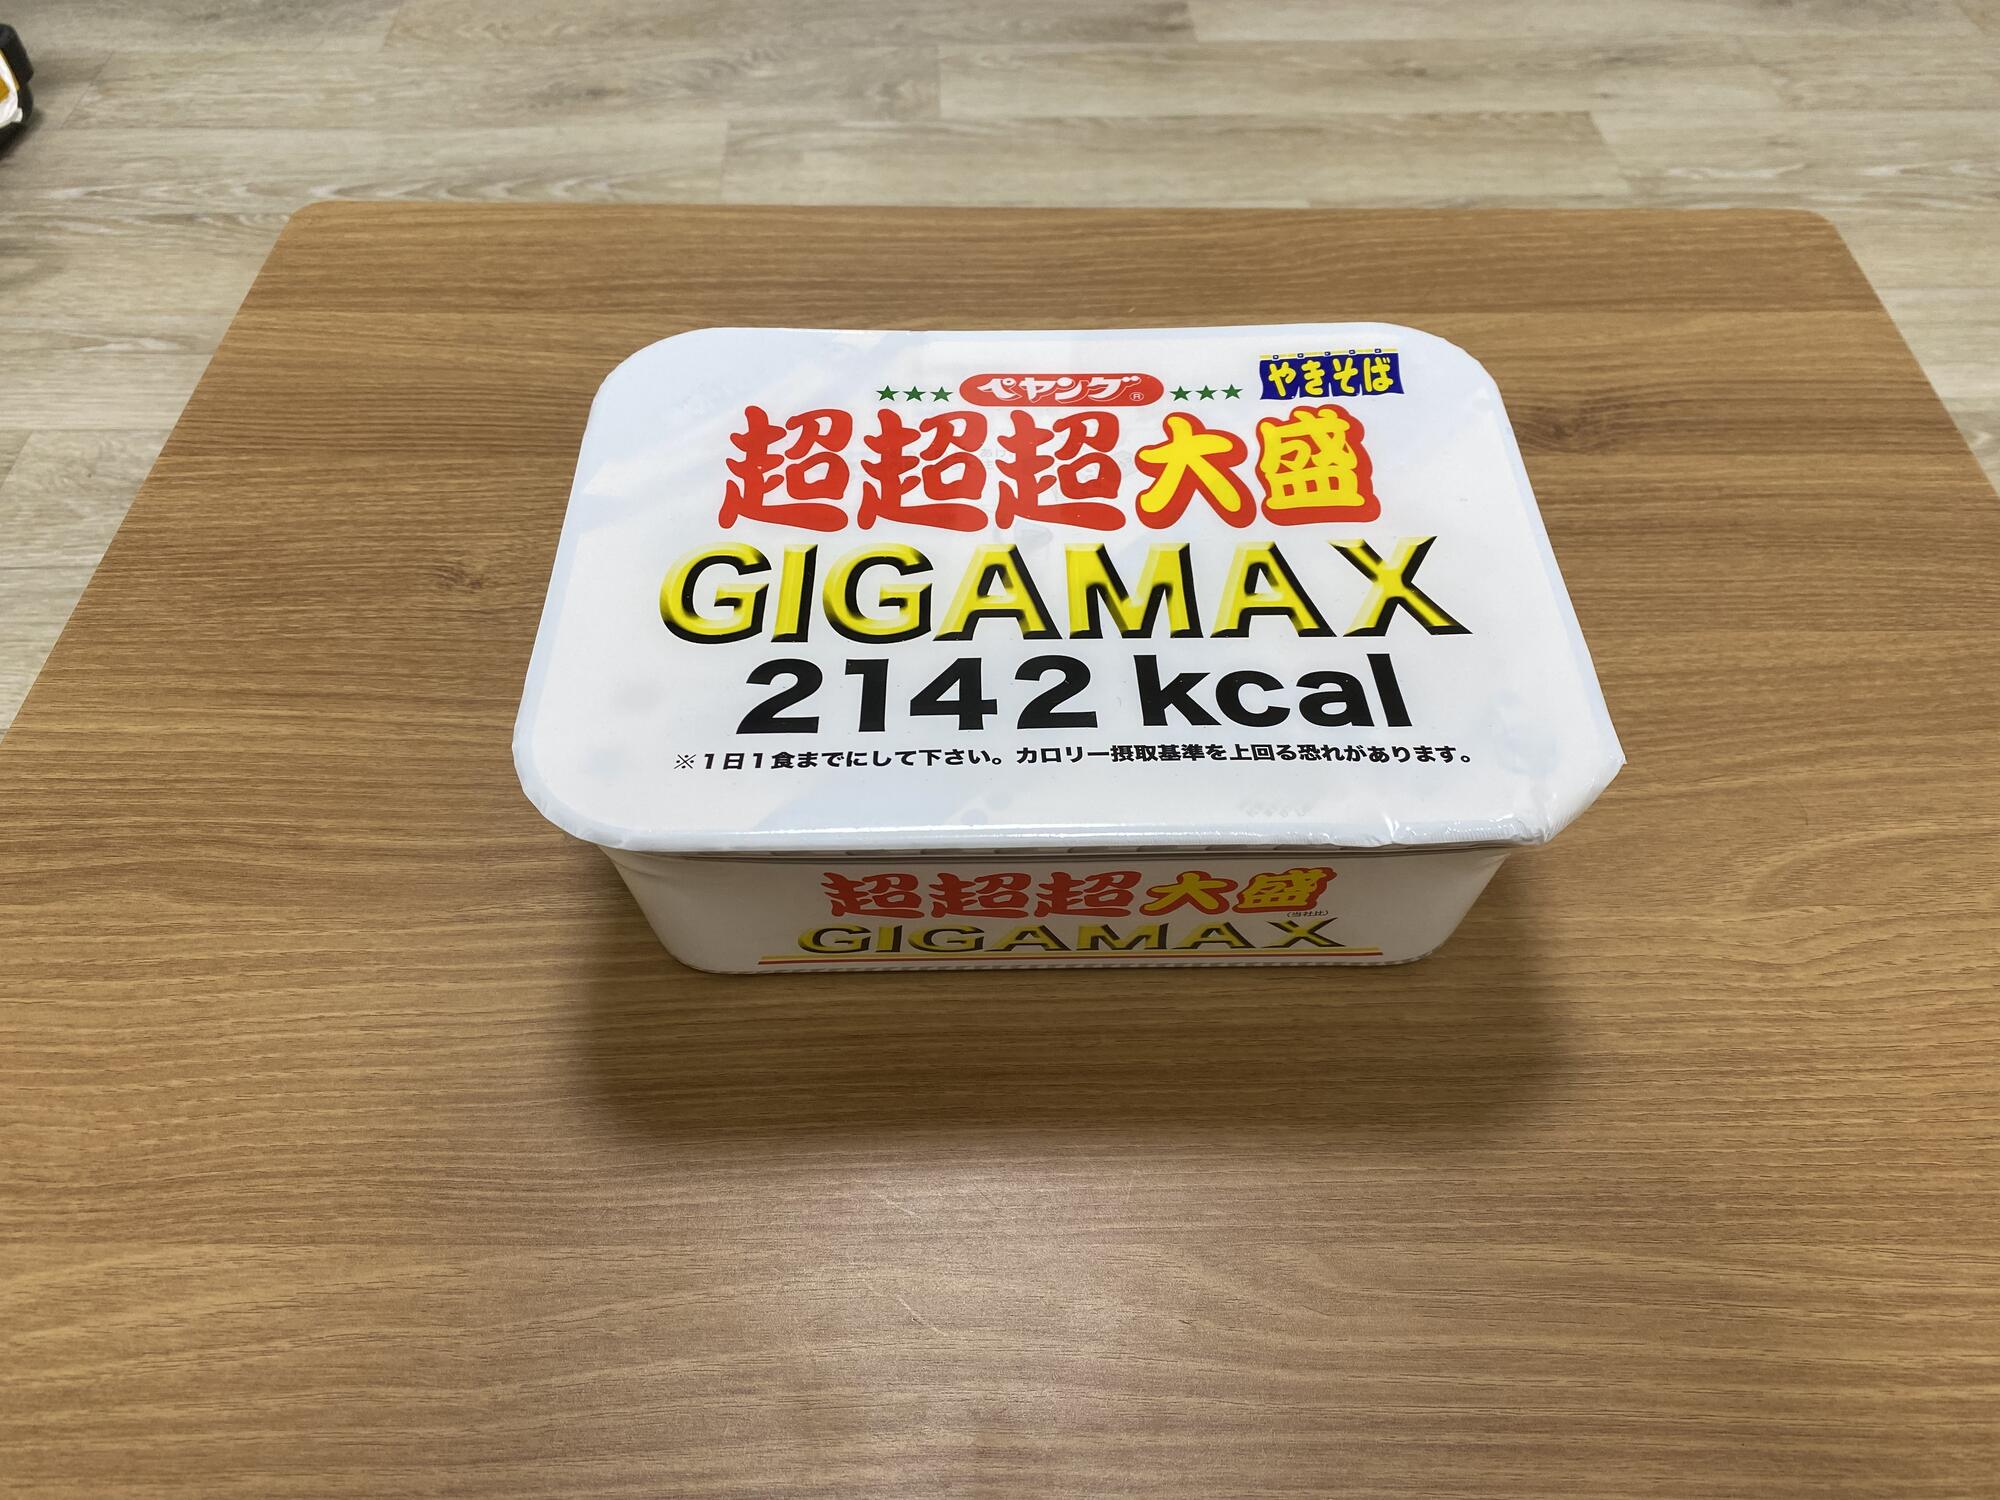 ★★★ペヤング®★★★
やきそば
超超超大盛
GIGAMAX
2142 kcal
※1日1食までにして下さい。カロリー摂取基準を上回る恐れがあります。
超超超大盛
(当社比)
GIGAMAX